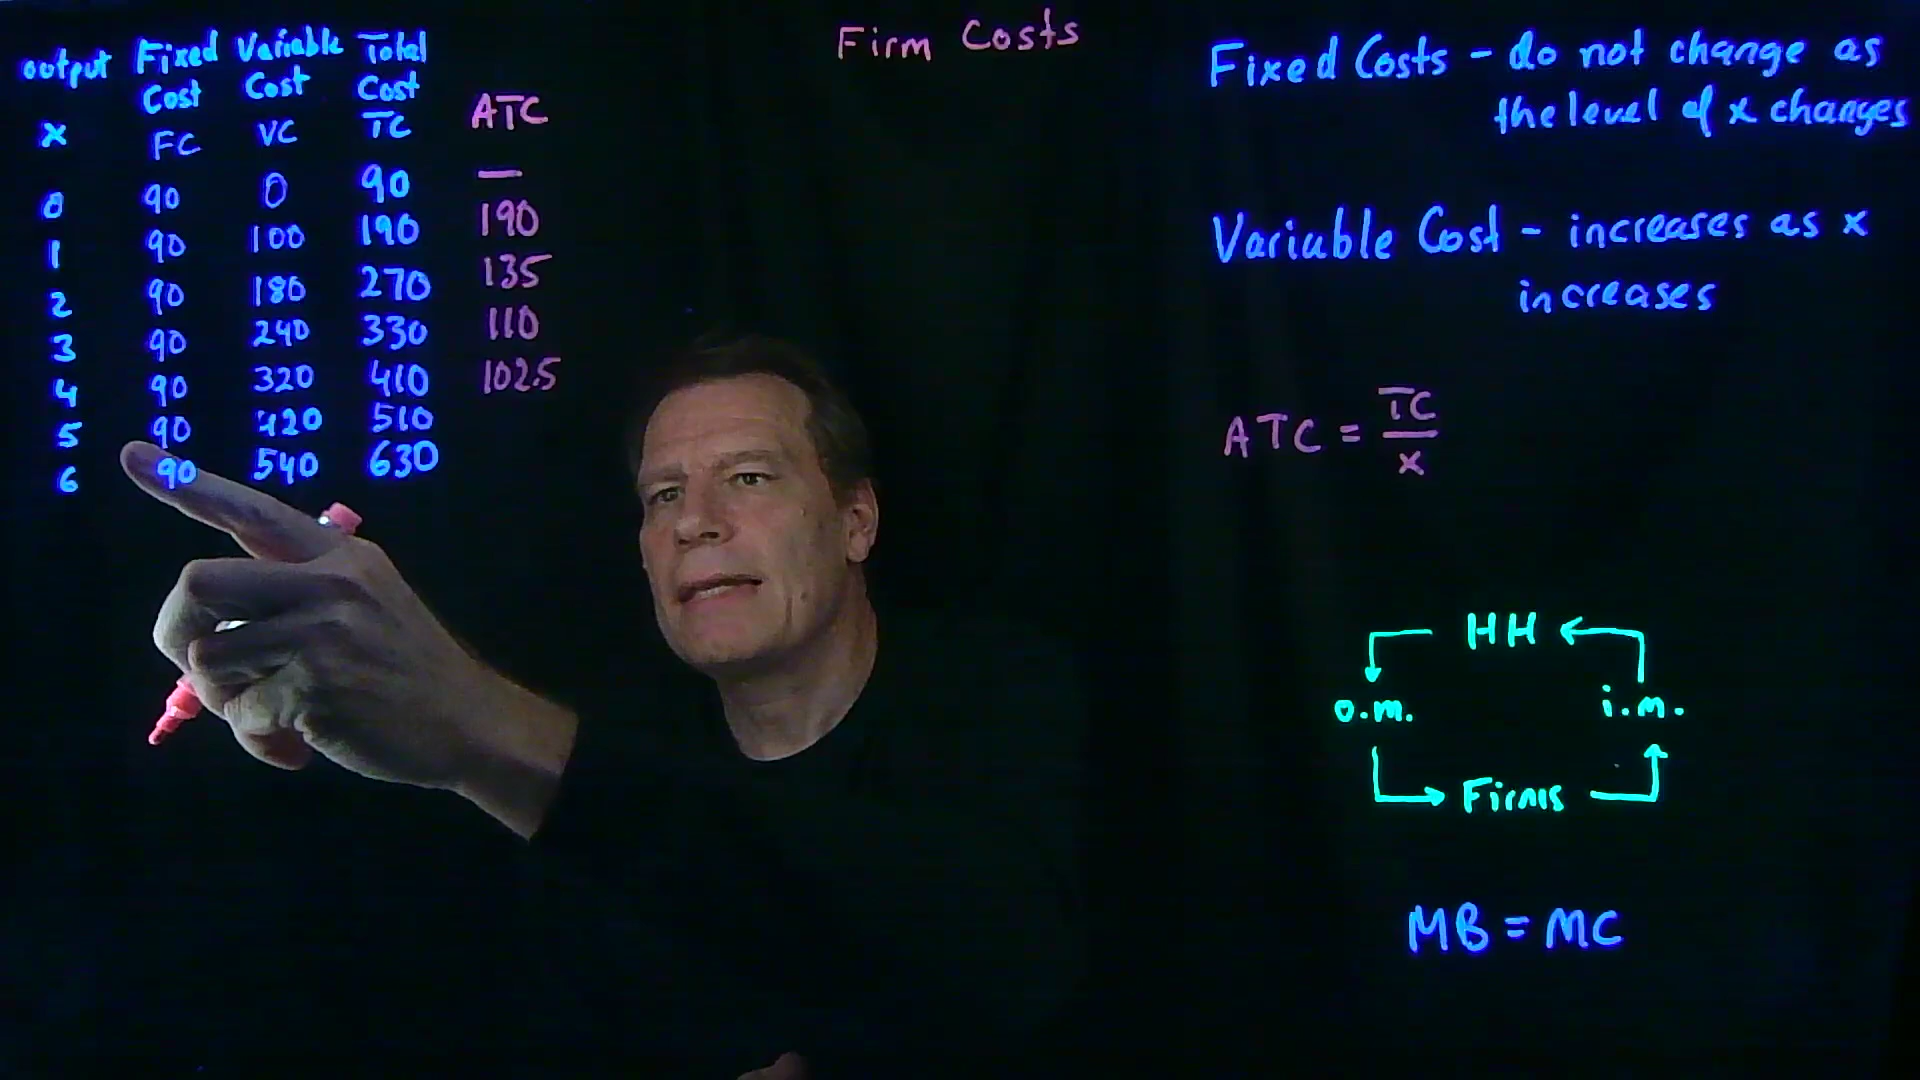 Firm Costs
output Fixed Cost Variable Cost Total Cost
x FC VC TC ATC
0 90 0 90 —
1 90 100 190 190
2 90 180 270 135
3 90 240 330 110
4 90 320 410 102.5
5 90 420 510
6 90 540 630
Fixed Costs - do not change as
the level of x changes
Variable Cost - increases as x
increases
ATC = TC
x
HH
o.m. i.m.
Firms
MB = MC